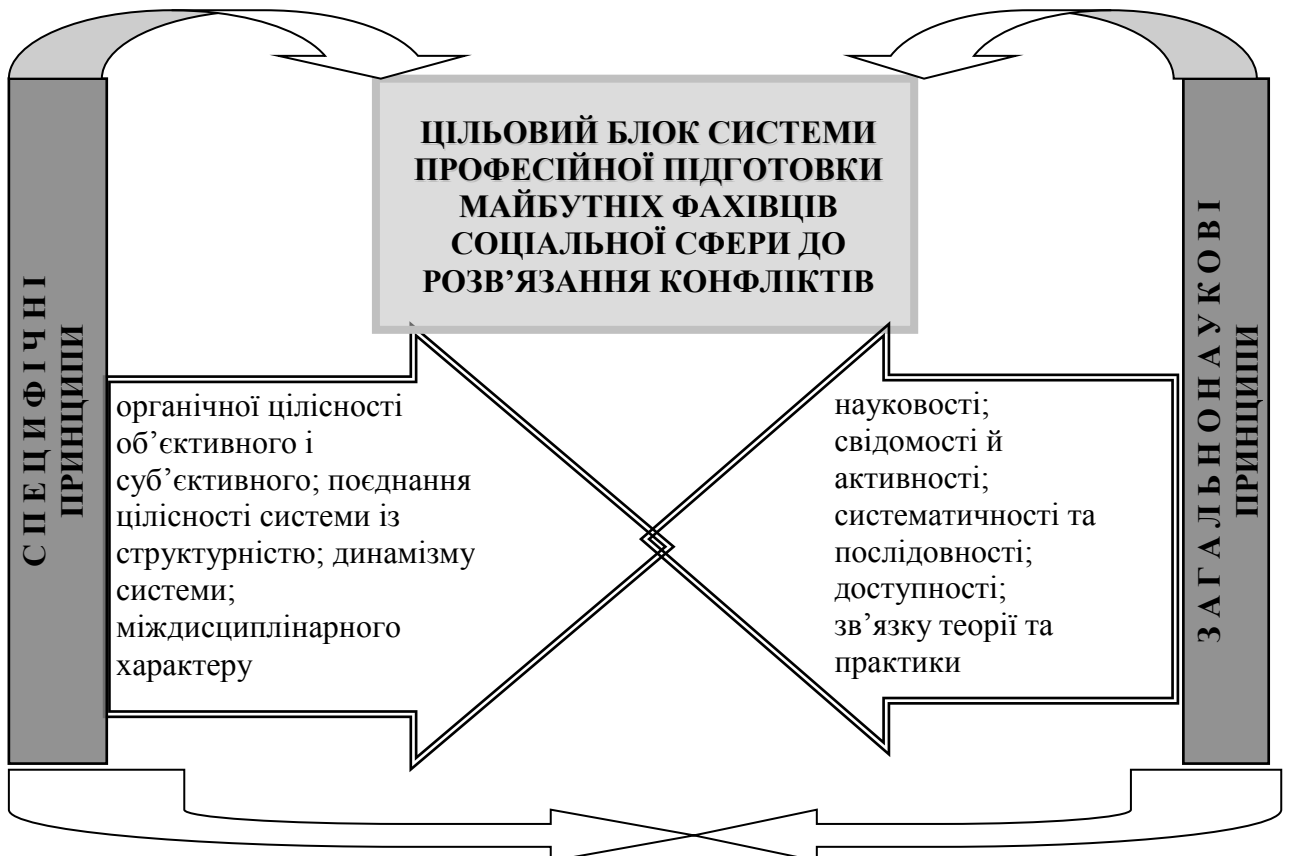 ЦІЛЬОВИЙ БЛОК СИСТЕМИ
ПРОФЕСІЙНОЇ ПІДГОТОВКИ
МАЙБУТНІХ ФАХІВЦІВ
СОЦІАЛЬНОЇ СФЕРИ ДО
РОЗВ’ЯЗАННЯ КОНФЛІКТІВ
С П Е Ц И Ф І Ч Н І
ПРИНЦИПИ
органічної цілісності
об’єктивного і
суб’єктивного; поєднання
цілісності системи із
структурністю; динамізму
системи;
міждисциплінарного
характеру
науковості;
свідомості й
активності;
систематичності та
послідовності;
доступності;
зв’язку теорії та
практики
З А Г А Л Ь Н О Н А У К О В І
ПРИНЦИПИ